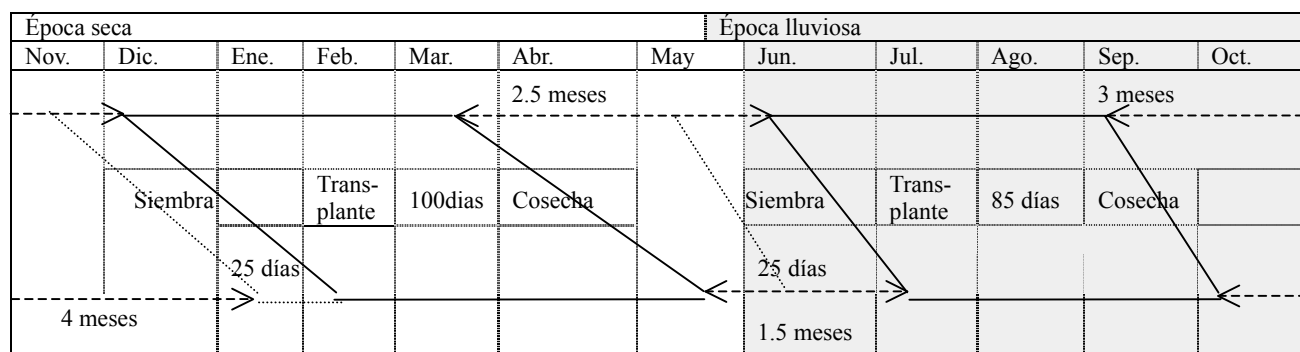 Época seca Época lluviosa
Nov. Dic. Ene. Feb. Mar. Abr. May Jun. Jul. Ago. Sep. Oct.
2.5 meses 3 meses
Siembra Trans-
plante 100dias Cosecha Siembra Trans-
plante 85 días Cosecha
25 días 25 días
4 meses 1.5 meses